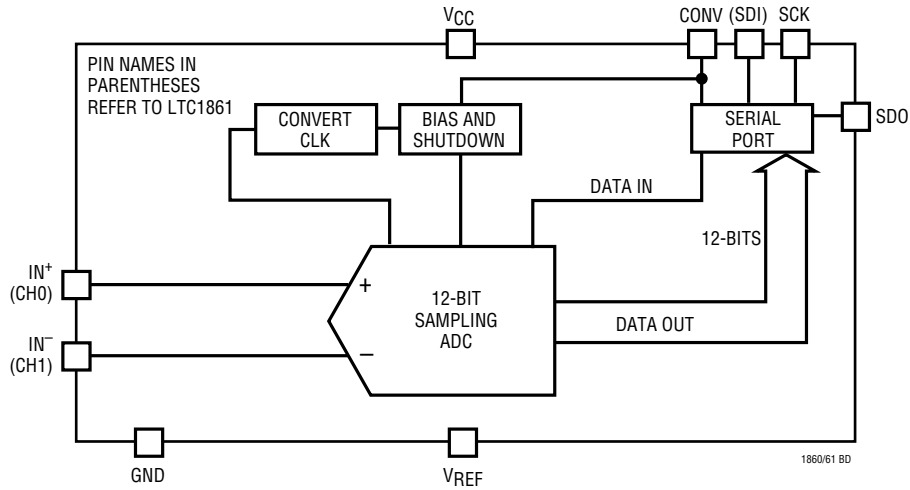 VCC
CONV (SDI) SCK
PIN NAMES IN
PARENTHESES
REFER TO LTC1861
CONVERT
CLK
BIAS AND
SHUTDOWN
SERIAL
PORT
SDO
DATA IN
12-BITS
IN+
(CH0)
+
12-BIT
SAMPLING
ADC
DATA OUT
IN–
(CH1)
–
GND
VREF
1860/61 BD